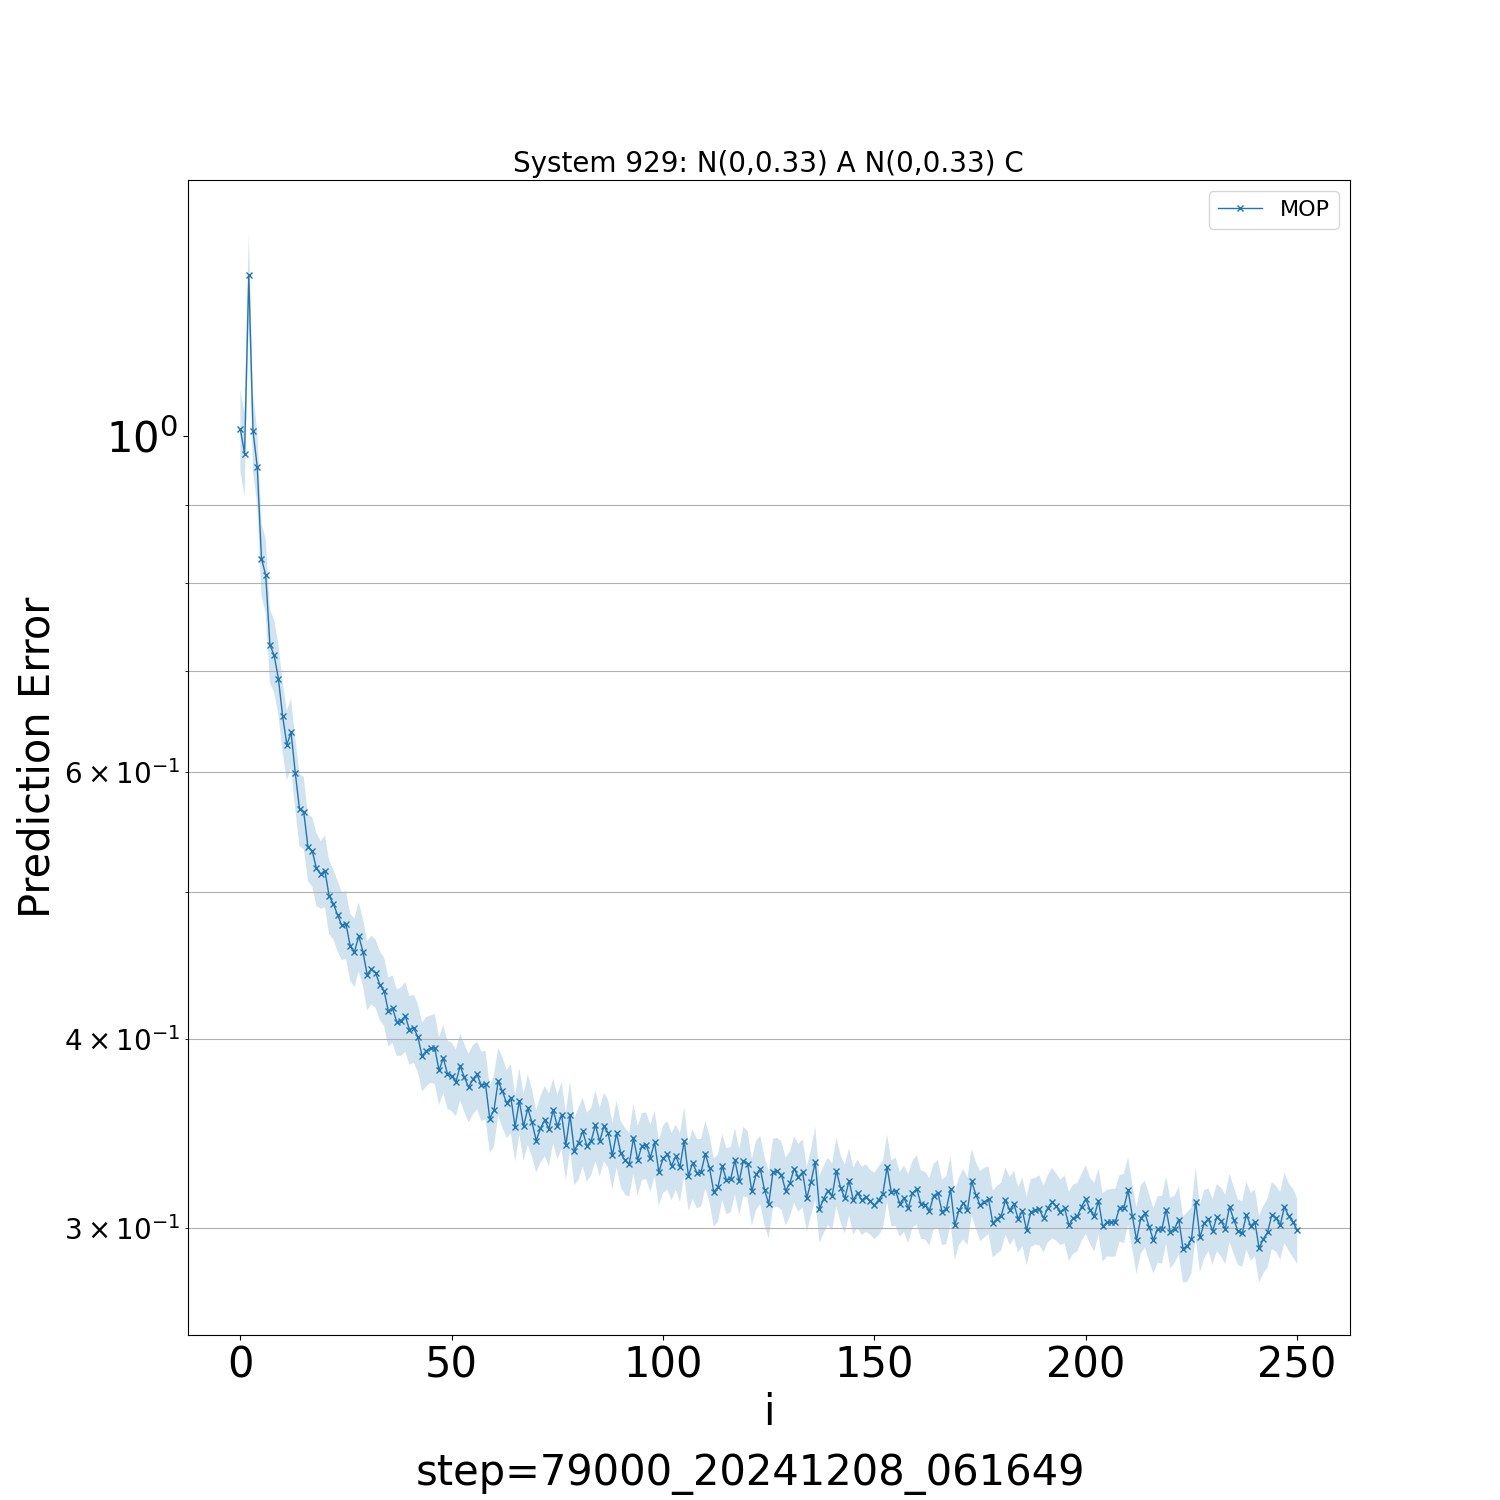 System 929: N(0,0.33) A N(0,0.33) C
MOP
10⁰
6 × 10⁻¹
4 × 10⁻¹
3 × 10⁻¹
Prediction Error
0 50 100 150 200 250
i
step=79000_20241208_061649